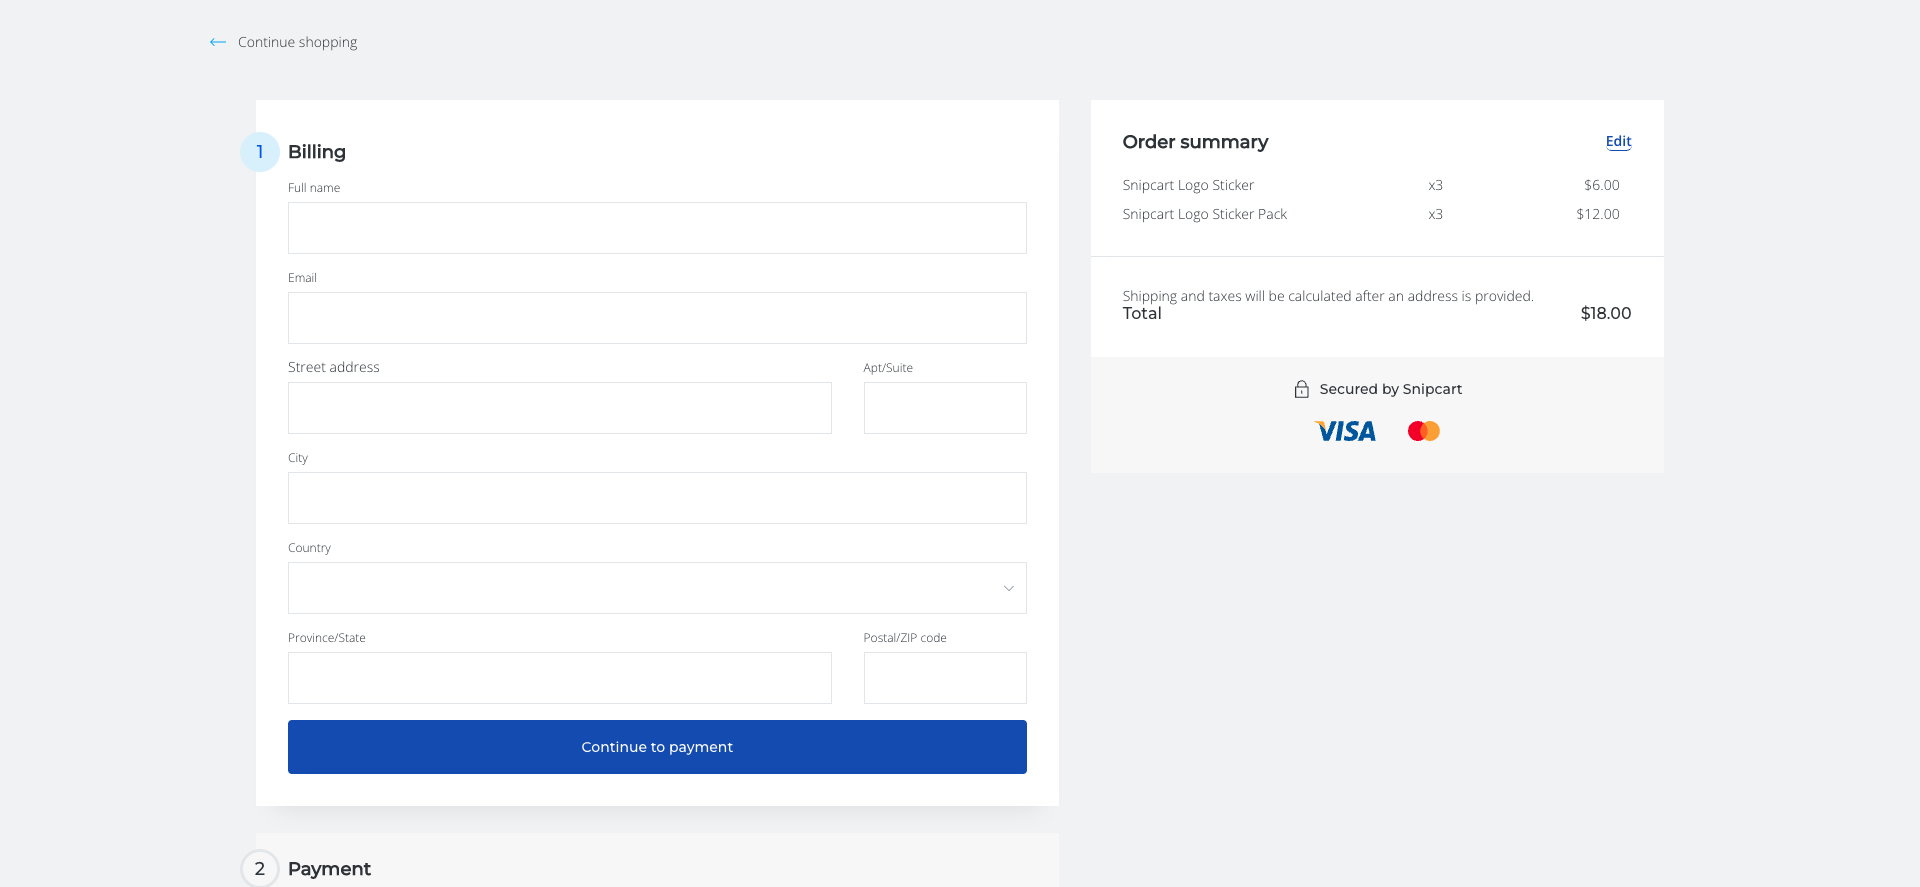 Continue shopping
1 Billing
Full name
Email
Street address Apt/Suite
City
Country
Province/State Postal/ZIP code
Continue to payment
2 Payment
Order summary Edit
Snipcart Logo Sticker x3 $6.00
Snipcart Logo Sticker Pack x3 $12.00
Shipping and taxes will be calculated after an address is provided.
Total $18.00
Secured by Snipcart
VISA